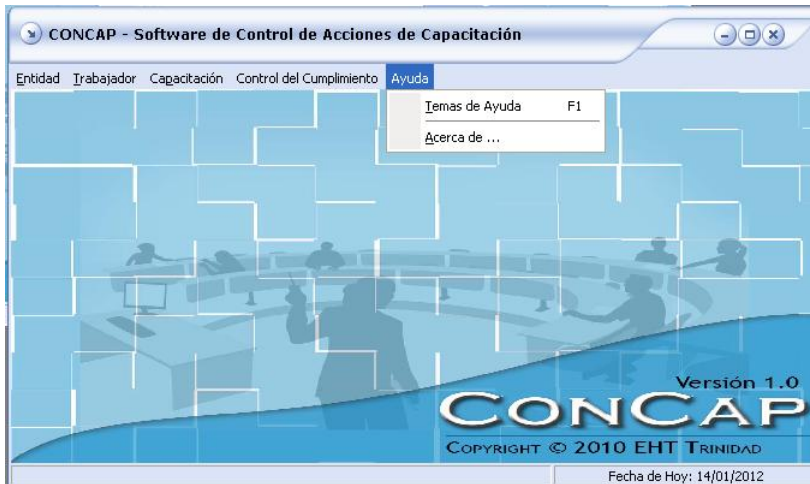 CONCAP - Software de Control de Acciones de Capacitación
Entidad Trabajador Capacitación Control del Cumplimiento Ayuda
Temas de Ayuda F1
Acerca de ...
Versión 1.0
CONCAP
COPYRIGHT © 2010 EHT TRINIDAD
Fecha de Hoy: 14/01/2012